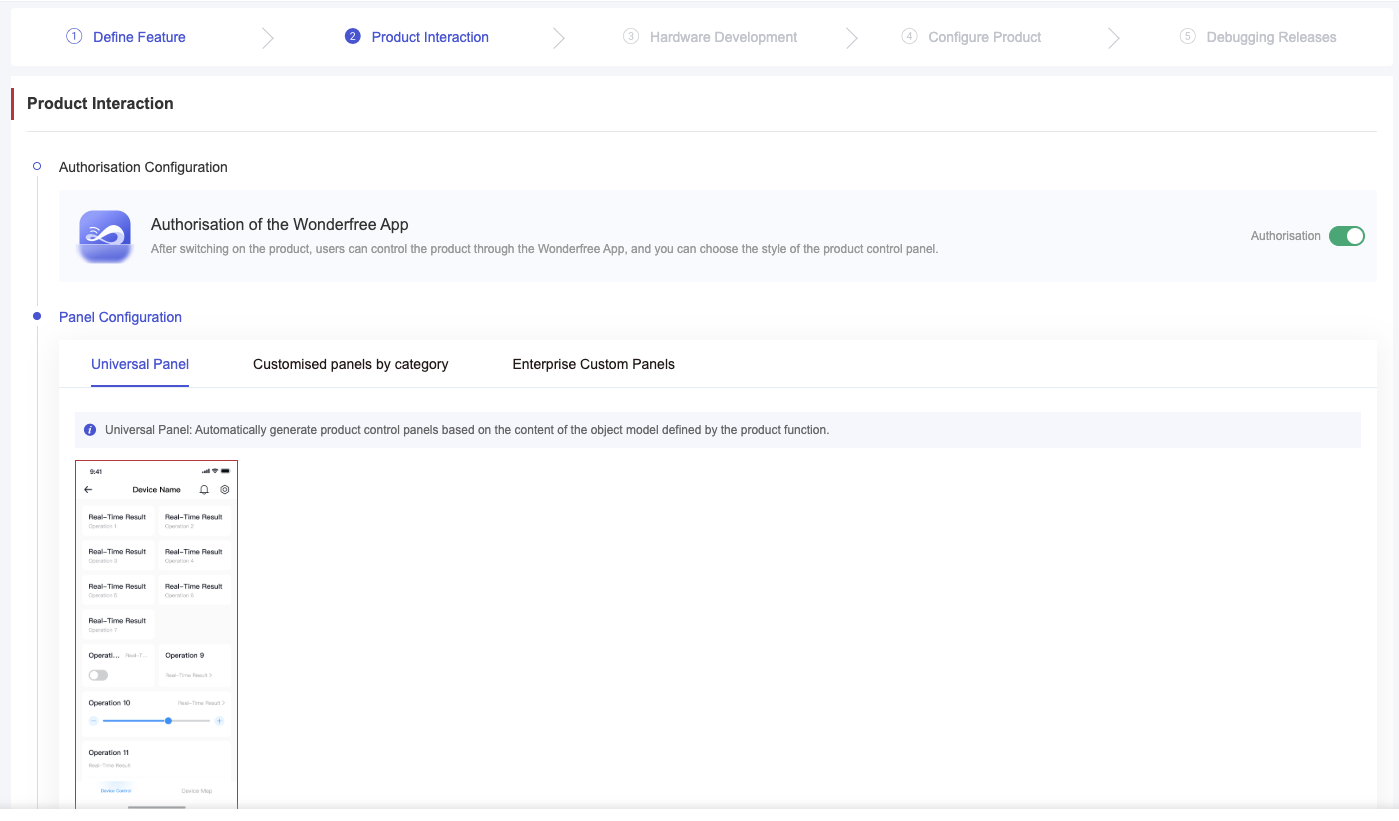 1 Define Feature
2 Product Interaction
3 Hardware Development
4 Configure Product
5 Debugging Releases
Product Interaction
Authorisation Configuration
Authorisation of the Wonderfree App
After switching on the product, users can control the product through the Wonderfree App, and you can choose the style of the product control panel.
Authorisation
Panel Configuration
Universal Panel
Customised panels by category
Enterprise Custom Panels
Universal Panel: Automatically generate product control panels based on the content of the object model defined by the product function.
9:41
Device Name
Real-Time Result Real-Time Result
Operation 1 Operation 2
Real-Time Result Real-Time Result
Operation 3 Operation 4
Real-Time Result Real-Time Result
Operation 5 Operation 6
Real-Time Result
Operation 7
Operati... Real-T... Operation 9
Real-Time Result >
Operation 10 Real-Time Result >
Operation 11
Real-Time Result
Device Control Device Map